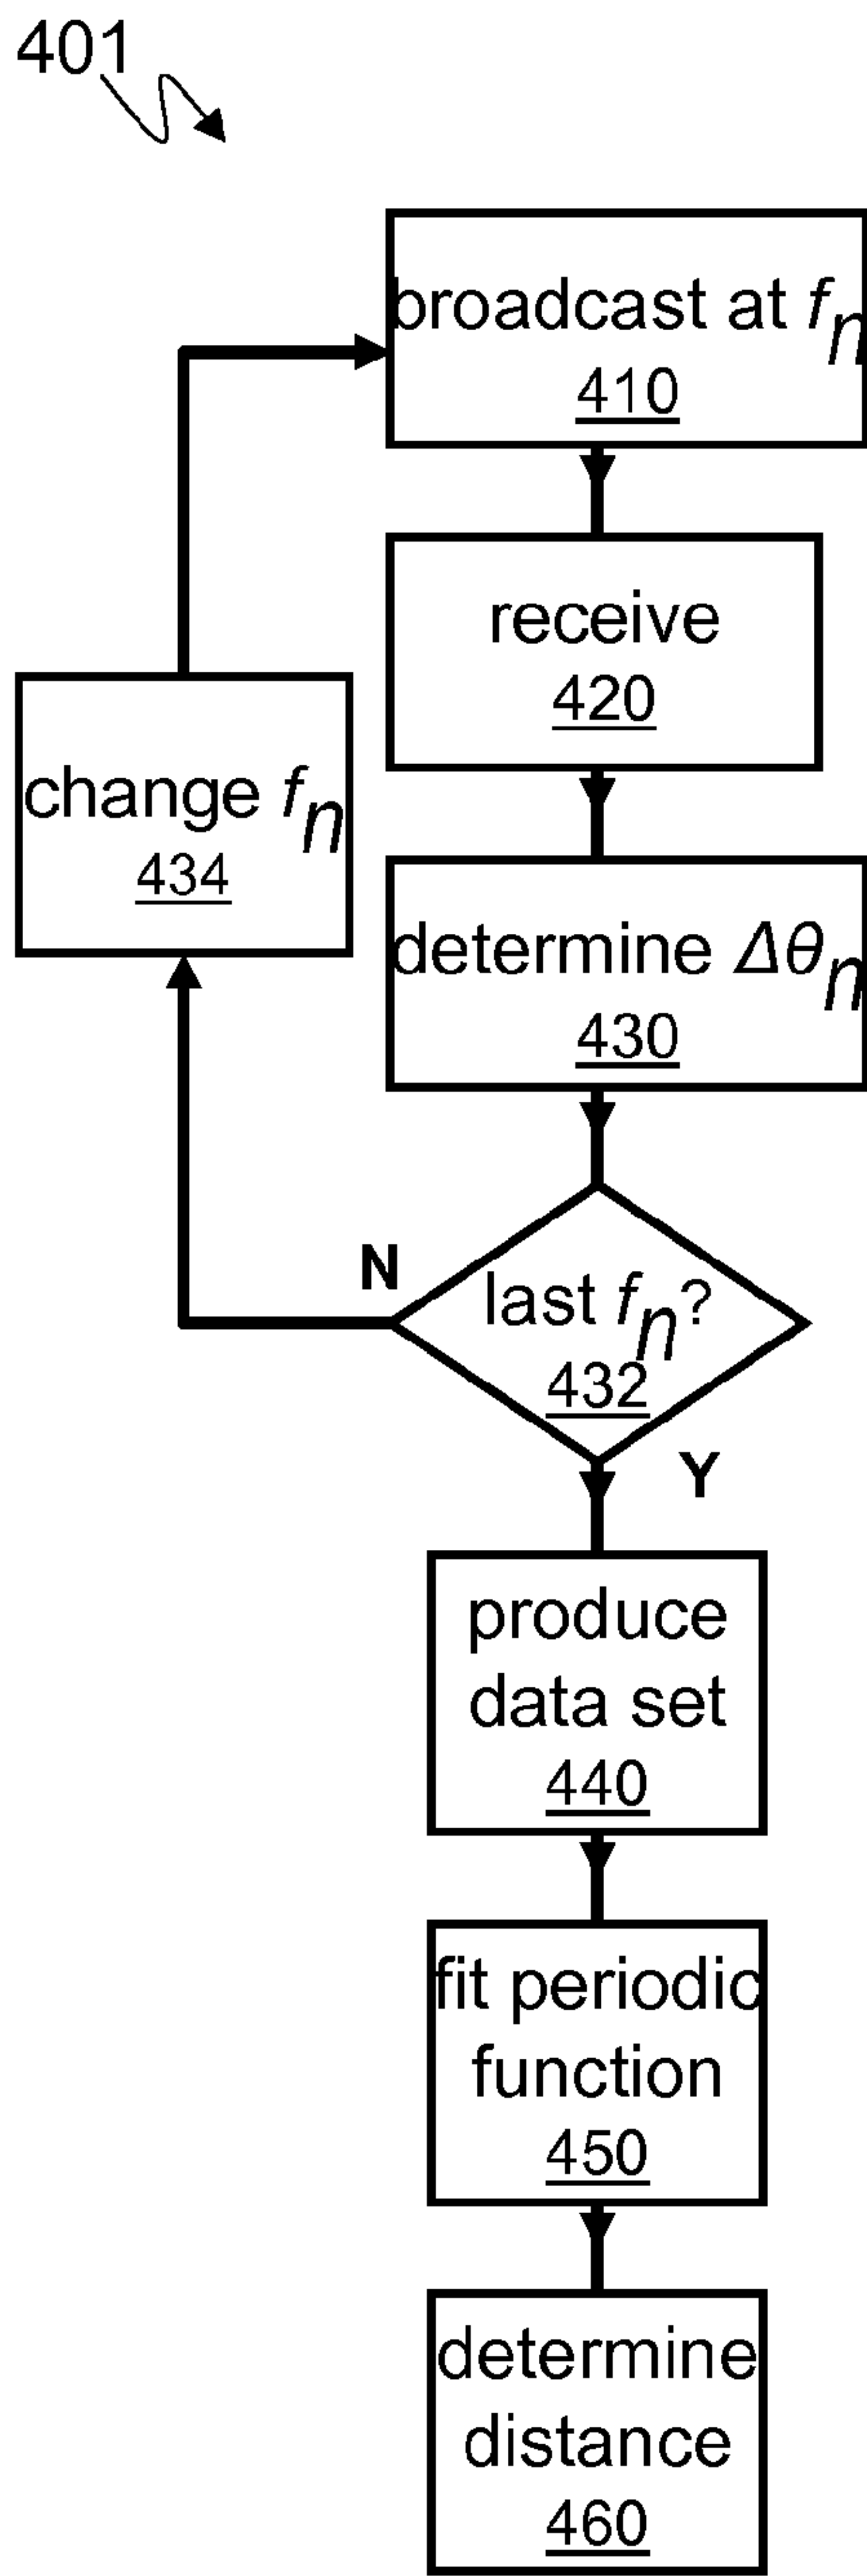 401
broadcast at fn
410
receive
420
change fn
434
determine Δθn
430
N
last fn?
432
Y
produce
data set
440
fit periodic
function
450
determine
distance
460